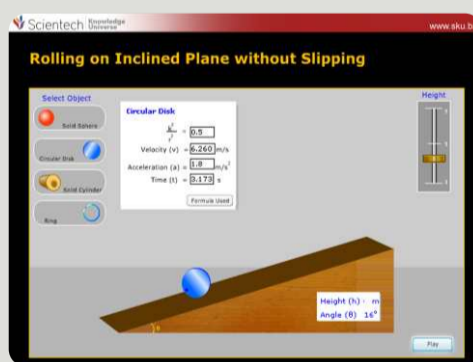 Scientech Knowledge Universe
www.sku.b
Rolling on Inclined Plane without Slipping
Select Object
Solid Sphere
Circular Disk
Solid Cylinder
Ring
Circular Disk
k² / r² = 0.5
Velocity (v) = 6.260 m/s
Acceleration (a) = 1.8 m/s²
Time (t) = 3.173 s
Formula Used
Height
Height (h) : m
Angle (θ) 16°
θ
Play